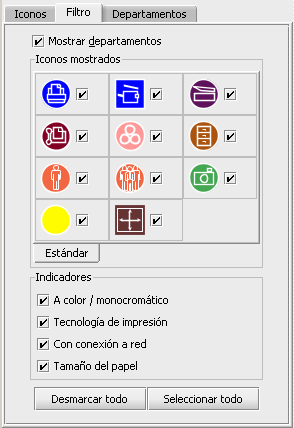 Iconos Filtro Departamentos
Mostrar departamentos
Iconos mostrados
Estándar
Indicadores
A color / monocromático
Tecnología de impresión
Con conexión a red
Tamaño del papel
Desmarcar todo Seleccionar todo